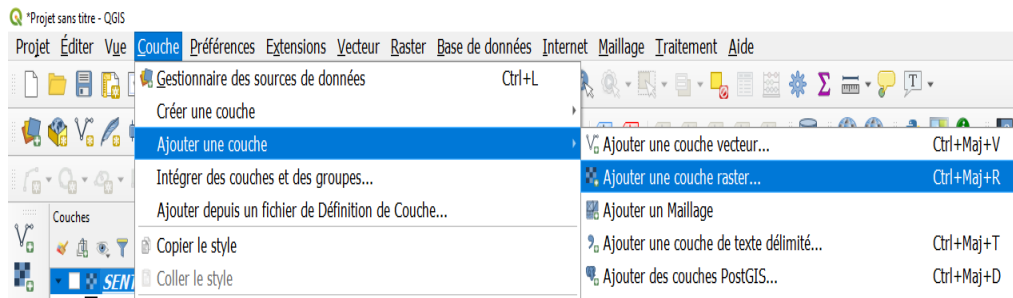 *Projet sans titre - QGIS
Projet Éditer Vue Couche Préférences Extensions Vecteur Raster Base de données Internet Maillage Traitement Aide
Gestionnaire des sources de données Ctrl+L
Créer une couche
Ajouter une couche
Ajouter une couche vecteur... Ctrl+Maj+V
Intégrer des couches et des groupes...
Ajouter une couche raster... Ctrl+Maj+R
Couches
Ajouter depuis un fichier de Définition de Couche...
Ajouter un Maillage
Copier le style
Ajouter une couche de texte délimité... Ctrl+Maj+T
SENT
Coller le style
Ajouter des couches PostGIS... Ctrl+Maj+D